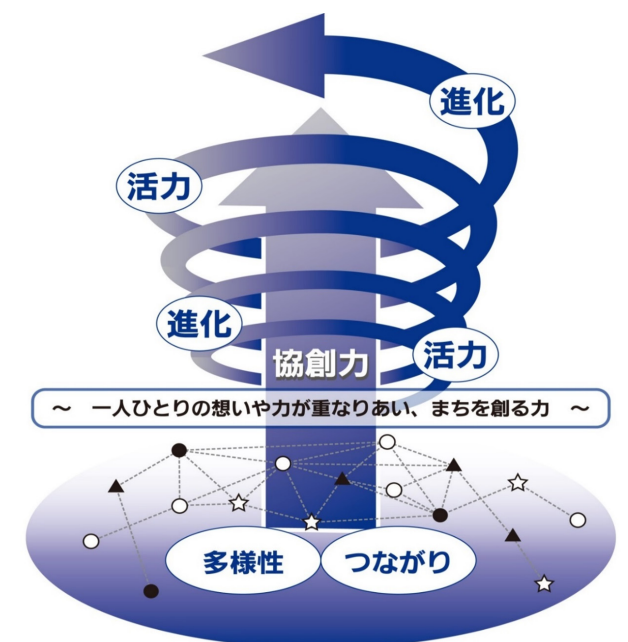 進化
活力
進化
活力
協創力
～ 一人ひとりの想いや力が重なりあい、まちを創る力 ～
多様性
つながり